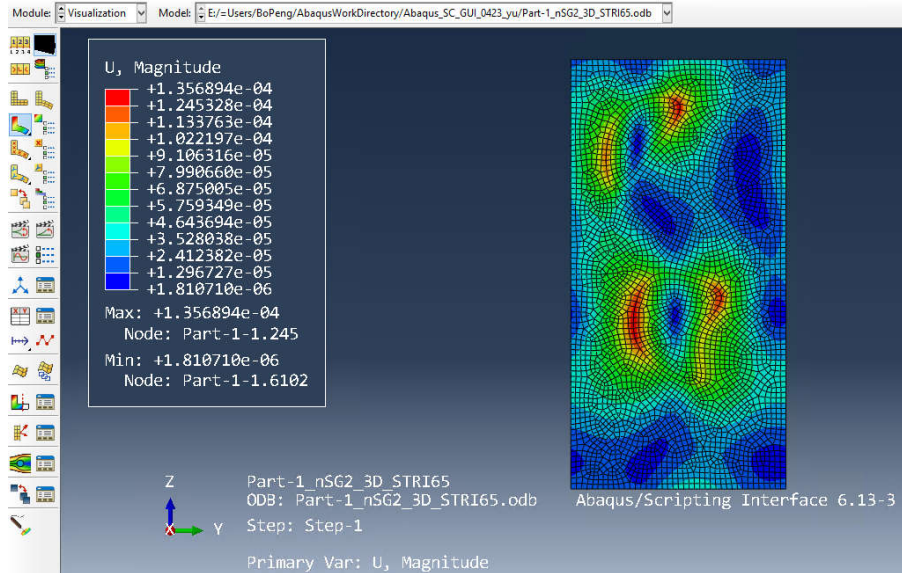 Module: Visualization Model: E:/=Users/BoPeng/AbaqusWorkDirectory/Abaqus_SC_GUI_0423_yu/Part-1_nSG2_3D_STRI65.odb
U, Magnitude
+1.356894e-04
+1.245328e-04
+1.133763e-04
+1.022197e-04
+9.106316e-05
+7.990660e-05
+6.875005e-05
+5.759349e-05
+4.643694e-05
+3.528038e-05
+2.412382e-05
+1.296727e-05
+1.810710e-06
Max: +1.356894e-04
Node: Part-1-1.245
Min: +1.810710e-06
Node: Part-1-1.6102
Z
Y
X
Part-1_nSG2_3D_STRI65
ODB: Part-1_nSG2_3D_STRI65.odb
Abaqus/Scripting Interface 6.13-3
Step: Step-1
Primary Var: U, Magnitude